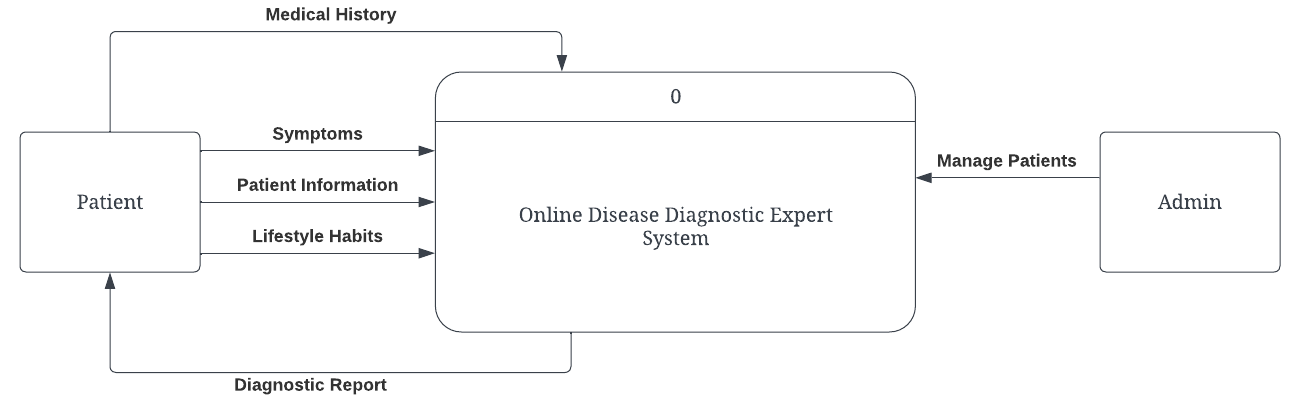 Medical History
0
Symptoms
Manage Patients
Patient Information
Patient
Admin
Online Disease Diagnostic Expert
System
Lifestyle Habits
Diagnostic Report